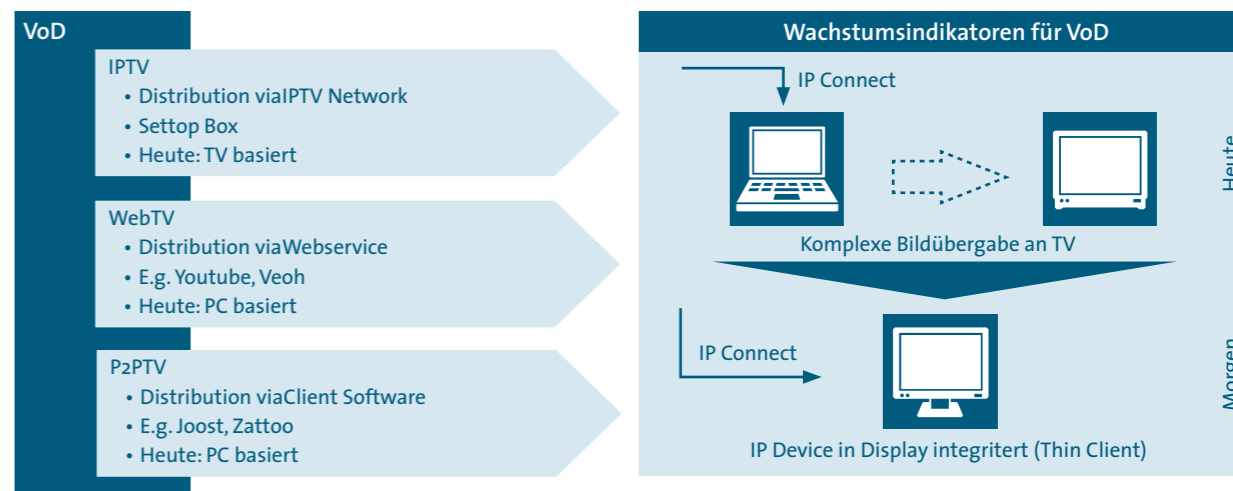 VoD
IPTV
• Distribution viaIPTV Network
• Settop Box
• Heute: TV basiert
WebTV
• Distribution viaWebservice
• E.g. Youtube, Veoh
• Heute: PC basiert
P2PTV
• Distribution viaClient Software
• E.g. Joost, Zattoo
• Heute: PC basiert
Wachstumsindikatoren für VoD
IP Connect
Komplexe Bildübergabe an TV
Heute
IP Connect
IP Device in Display integritert (Thin Client)
Morgen